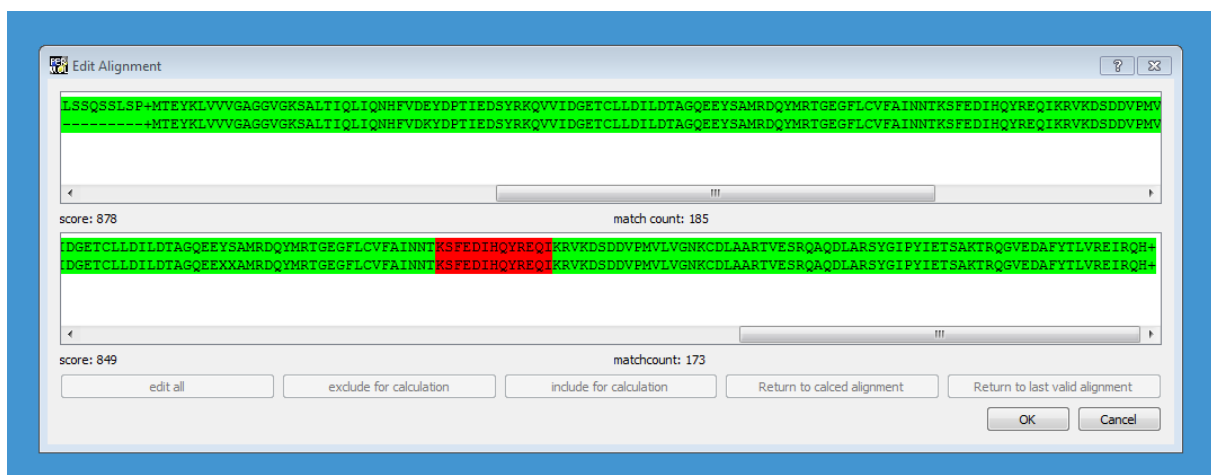 Edit Alignment
LSSQSSLSP+MTEYKLVVVGAGGVGKSALTIQLIQNHFVDEYDPTIEDSYRKQVVIDGETCLLDILDTAGQEEYSAMRDQYMRTGEGFLCVFAINNTKSFEDIHQYREQIKRVKDSDDVPMV
---------+MTEYKLVVVGAGGVGKSALTIQLIQNHFVDKYDPTIEDSYRKQVVIDGETCLLDILDTAGQEEYSAMRDQYMRTGEGFLCVFAINNTKSFEDIHQYREQIKRVKDSDDVPMV
score: 878
match count: 185
IDGETCLLDILDTAGQEEYSAMRDQYMRTGEGFLCVFAINNTKSFEDIHQYREQIKRVKDSDDVPMVLVGNKCDLAARTVESRQAQDLARSYGIPYIETSAKTRQGVEDAFYTLVREIRQH+
IDGETCLLDILDTAGQEEXXAMRDQYMRTGEGFLCVFAINNTKSFEDIHQYREQIKRVKDSDDVPMVLVGNKCDLAARTVESRQAQDLARSYGIPYIETSAKTRQGVEDAFYTLVREIRQH+
score: 849
matchcount: 173
edit all
exclude for calculation
include for calculation
Return to calced alignment
Return to last valid alignment
OK
Cancel